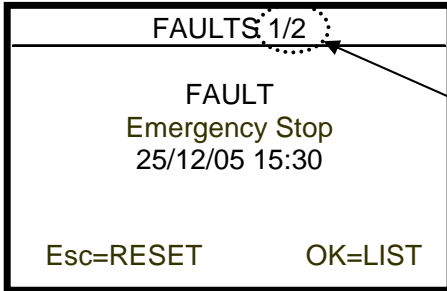 FAULTS 1/2
FAULT
Emergency Stop
25/12/05 15:30
Esc=RESET OK=LIST